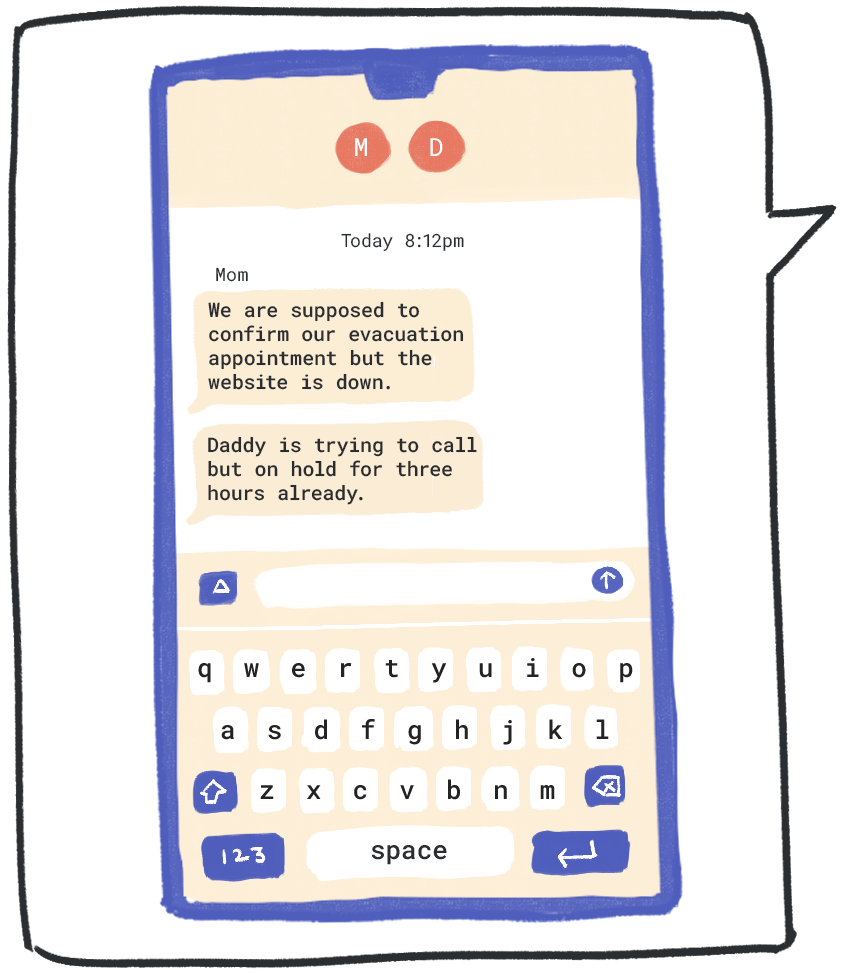 M D
Today 8:12pm
Mom
We are supposed to
confirm our evacuation
appointment but the
website is down.
Daddy is trying to call
but on hold for three
hours already.
q w e r t y u i o p
a s d f g h j k l
z x c v b n m
123 space